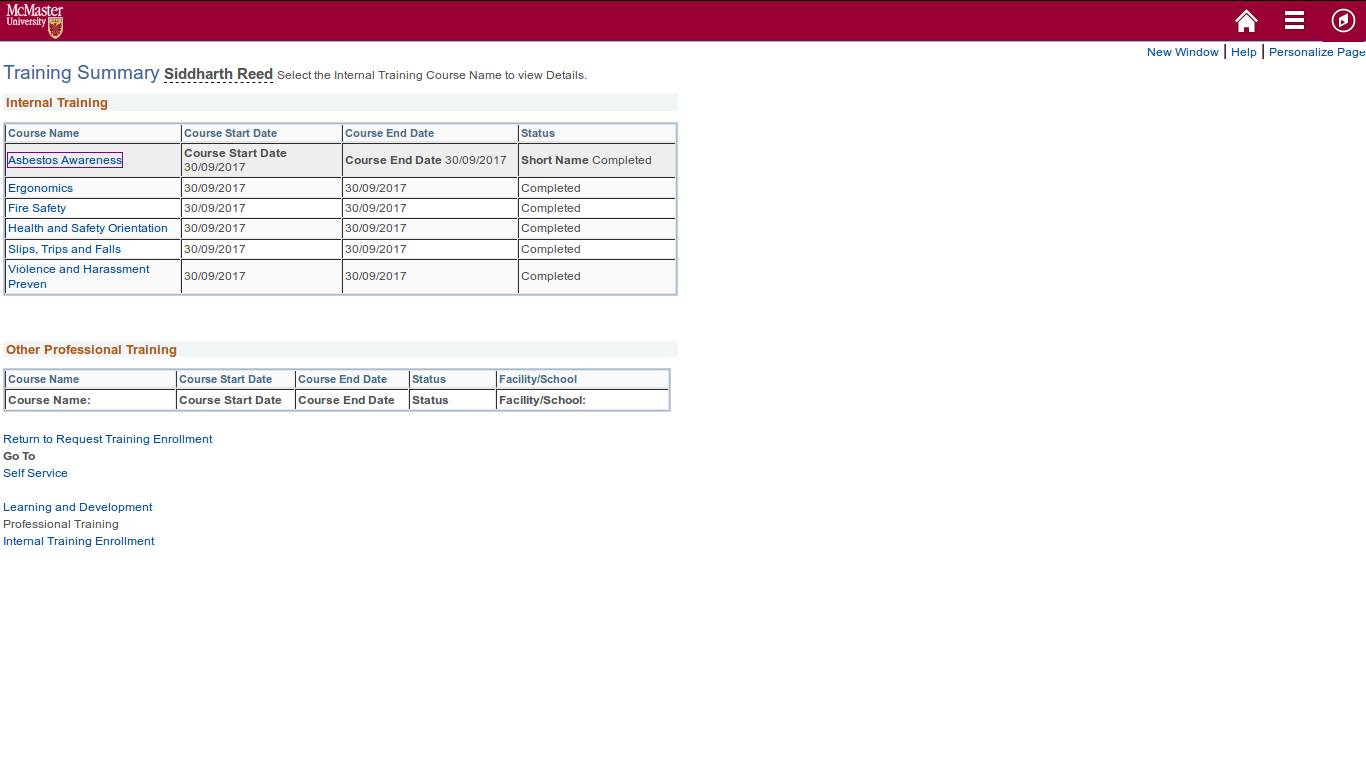 McMaster
University
New Window | Help | Personalize Page
Training Summary Siddharth Reed Select the Internal Training Course Name to view Details.
Internal Training
Course Name Course Start Date Course End Date Status
Asbestos Awareness Course Start Date 30/09/2017 Course End Date 30/09/2017 Short Name Completed
Ergonomics 30/09/2017 30/09/2017 Completed
Fire Safety 30/09/2017 30/09/2017 Completed
Health and Safety Orientation 30/09/2017 30/09/2017 Completed
Slips, Trips and Falls 30/09/2017 30/09/2017 Completed
Violence and Harassment Preven 30/09/2017 30/09/2017 Completed
Other Professional Training
Course Name Course Start Date Course End Date Status Facility/School
Course Name: Course Start Date Course End Date Status Facility/School:
Return to Request Training Enrollment
Go To
Self Service
Learning and Development
Professional Training
Internal Training Enrollment